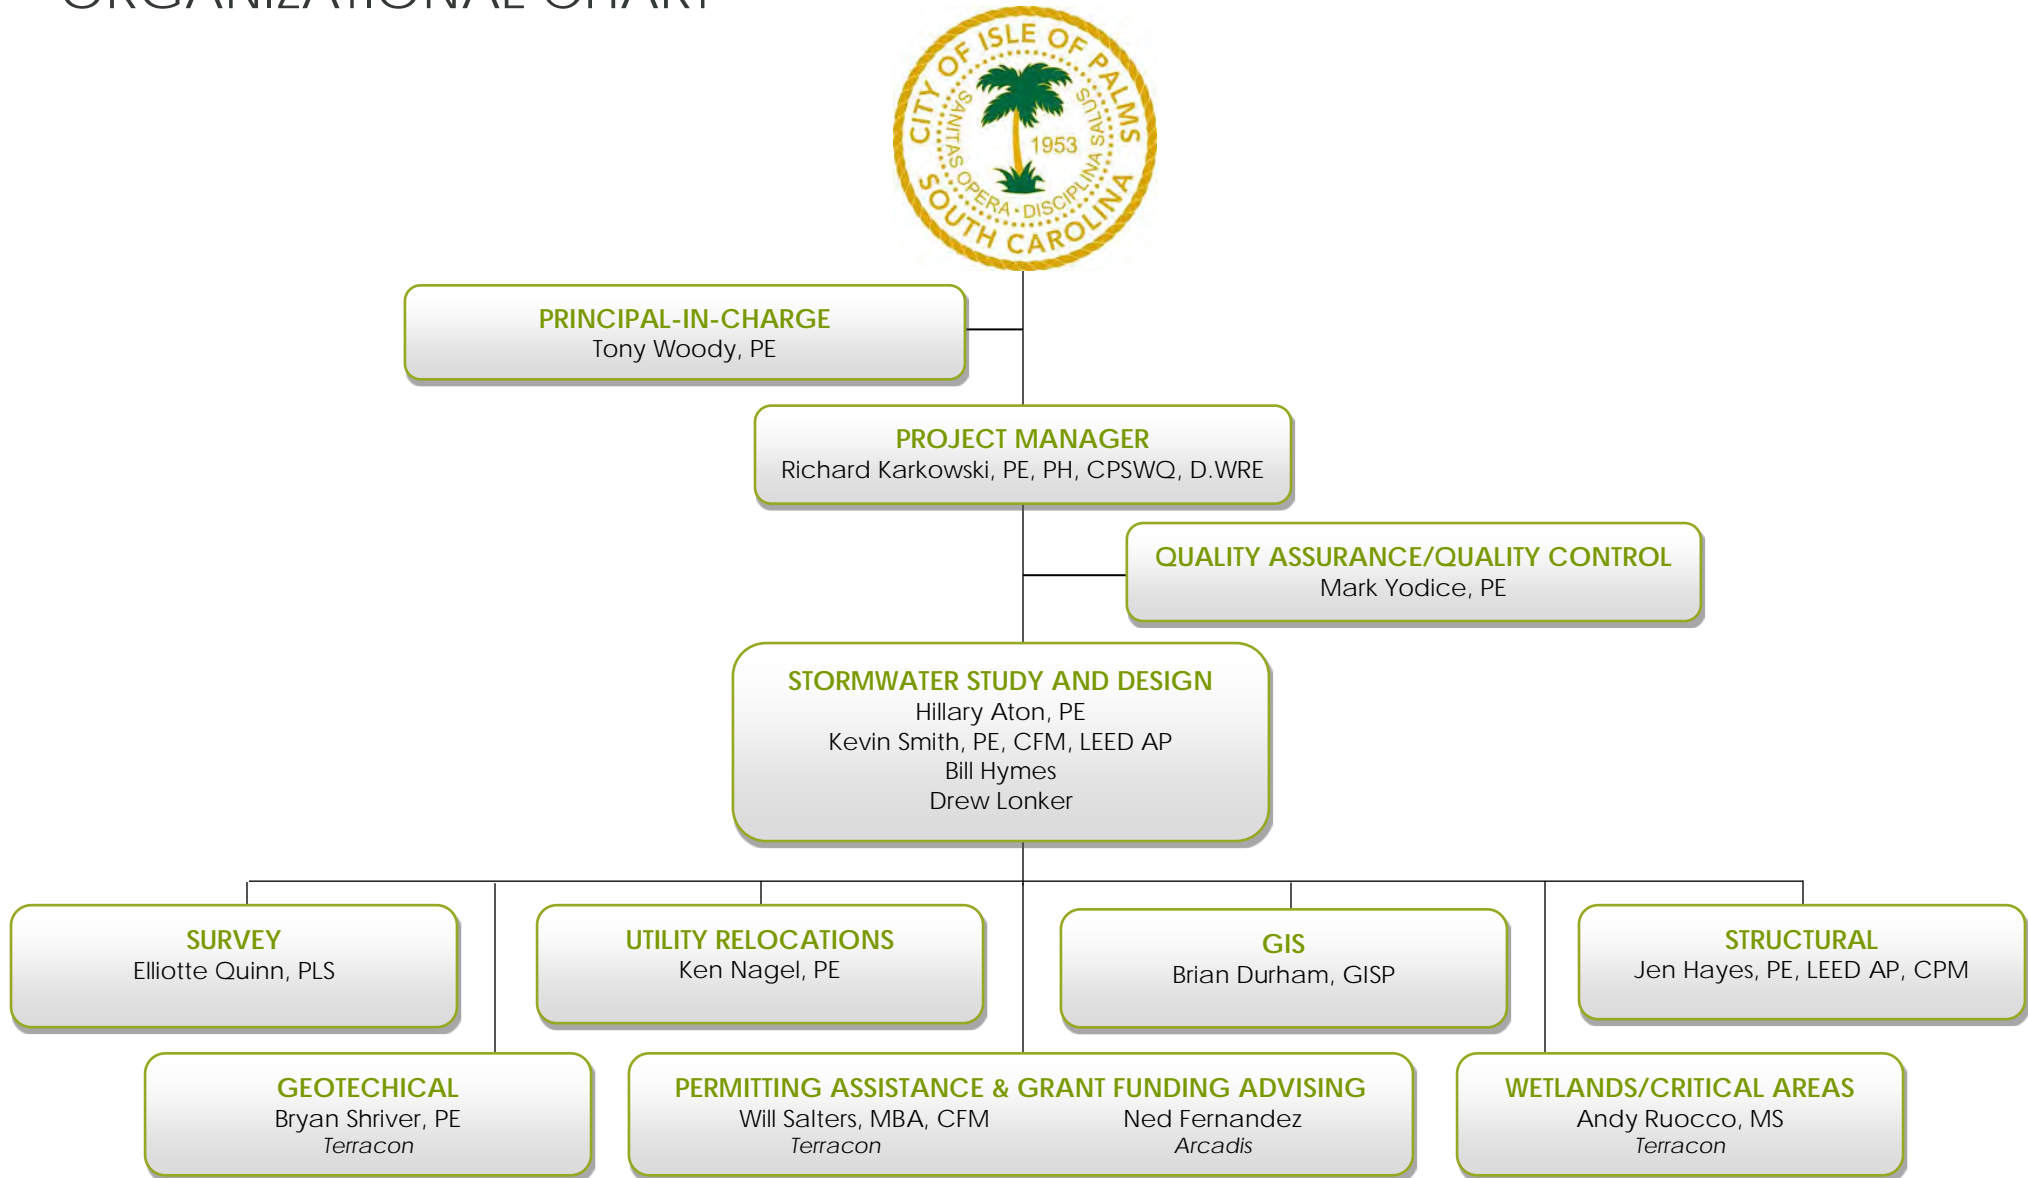 ORGANIZATIONAL CHART
CITY OF ISLE OF PALMS
SOUTH CAROLINA
SANITAS OPERA · DISCIPLINA SALUS
1953
PRINCIPAL-IN-CHARGE
Tony Woody, PE
PROJECT MANAGER
Richard Karkowski, PE, PH, CPSWQ, D.WRE
QUALITY ASSURANCE/QUALITY CONTROL
Mark Yodice, PE
STORMWATER STUDY AND DESIGN
Hillary Aton, PE
Kevin Smith, PE, CFM, LEED AP
Bill Hymes
Drew Lonker
SURVEY
Elliotte Quinn, PLS
UTILITY RELOCATIONS
Ken Nagel, PE
GIS
Brian Durham, GISP
STRUCTURAL
Jen Hayes, PE, LEED AP, CPM
GEOTECHICAL
Bryan Shriver, PE
Terracon
PERMITTING ASSISTANCE & GRANT FUNDING ADVISING
Will Salters, MBA, CFM
Terracon
Ned Fernandez
Arcadis
WETLANDS/CRITICAL AREAS
Andy Ruocco, MS
Terracon